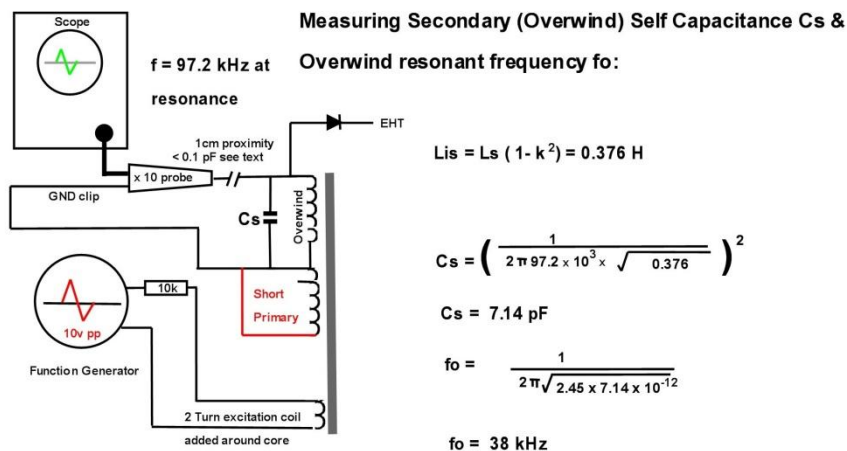 Scope
Measuring Secondary (Overwind) Self Capacitance Cs &
Overwind resonant frequency fo:
f = 97.2 kHz at
resonance
EHT
1cm proximity
< 0.1 pF see text
x 10 probe
GND clip
Cs
Overwind
Short
Primary
10k
10v pp
Function Generator
2 Turn excitation coil
added around core
Lis = Ls ( 1- k²) = 0.376 H
Cs = ( 1 / 2 π 97.2 x 10³ x √ 0.376 )²
Cs = 7.14 pF
fo = 1 / 2 π √ 2.45 x 7.14 x 10⁻¹²
fo = 38 kHz